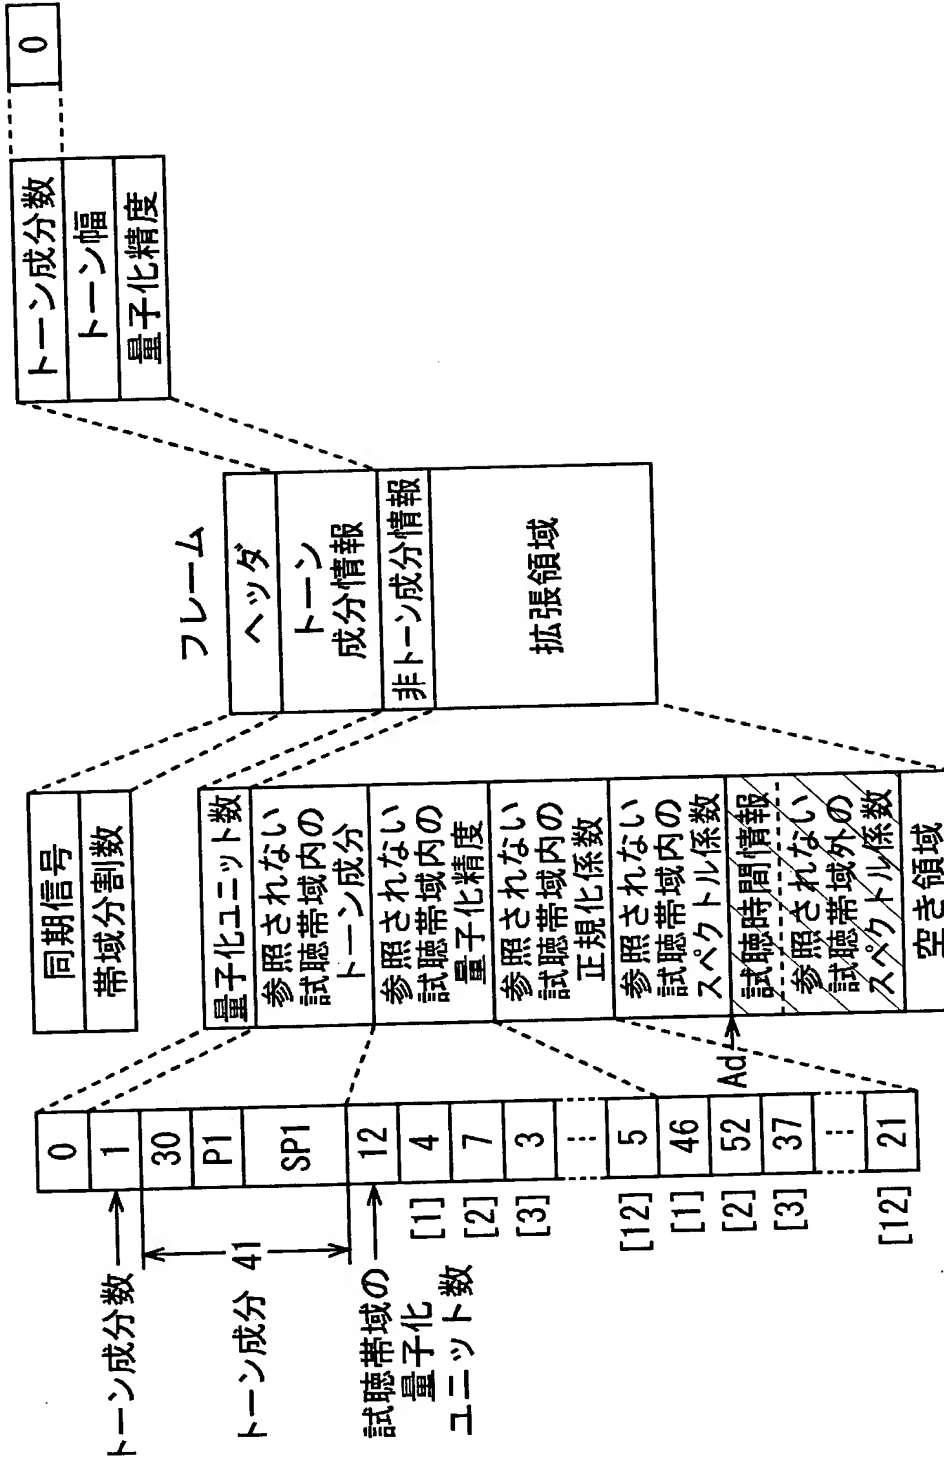 0
トーン成分数
トーン幅
量子化精度
フレーム
ヘッダ
トーン
成分情報
非トーン成分情報
拡張領域
同期信号
帯域分割数
量子化ユニット数
参照されない
試聴帯域内の
トーン成分
参照されない
試聴帯域内の
量子化精度
参照されない
試聴帯域内の
正規化係数
参照されない
試聴帯域内の
スペクトル係数
試聴時間情報
参照されない
試聴帯域外の
スペクトル係数
空き領域
Ad
0
1
30
P1
SP1
12
4
7
3
...
5
46
52
37
...
21
[1]
[2]
[3]
[12]
[1]
[2]
[3]
[12]
トーン成分数
トーン成分 41
試聴帯域の
量子化
ユニット数